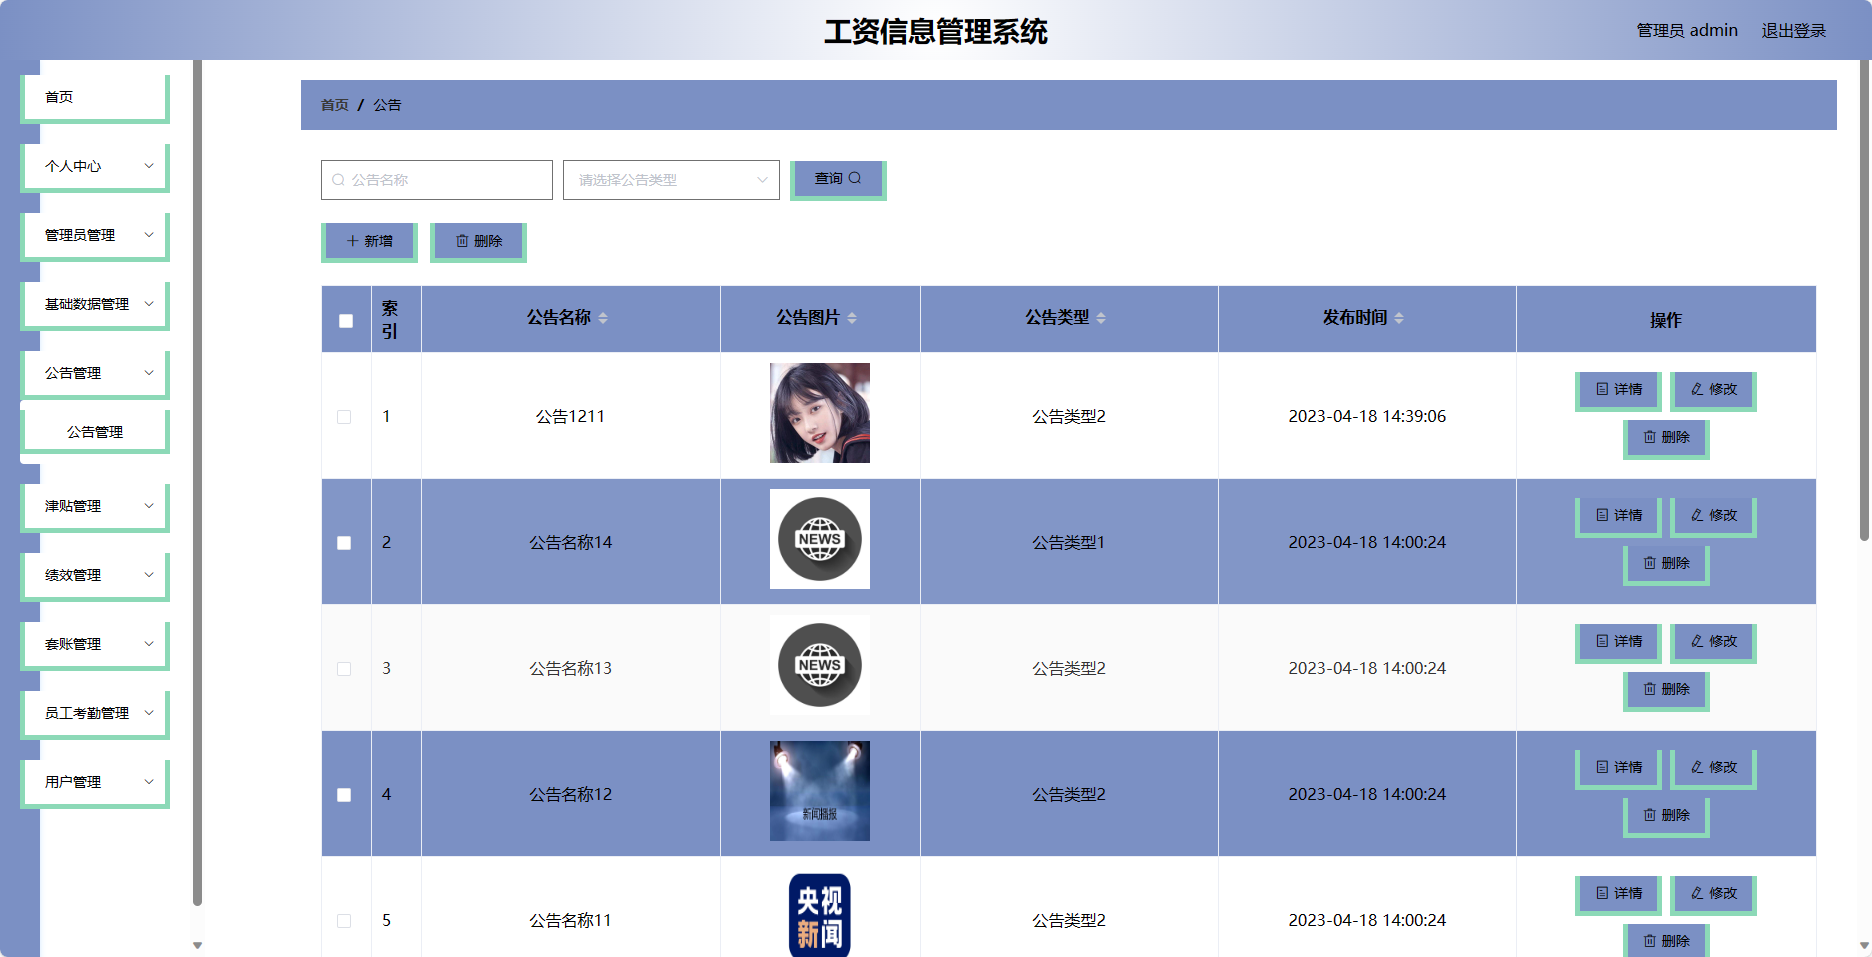 工资信息管理系统
管理员 admin
退出登录
首页
个人中心
管理员管理
基础数据管理
公告管理
公告管理
津贴管理
绩效管理
套账管理
员工考勤管理
用户管理
首页 / 公告
公告名称
请选择公告类型
查询
新增
删除
索引
公告名称
公告图片
公告类型
发布时间
操作
1
公告1211
公告类型2
2023-04-18 14:39:06
详情
修改
删除
2
公告名称14
NEWS
公告类型1
2023-04-18 14:00:24
详情
修改
删除
3
公告名称13
NEWS
公告类型2
2023-04-18 14:00:24
详情
修改
删除
4
公告名称12
新闻播报
公告类型2
2023-04-18 14:00:24
详情
修改
删除
5
公告名称11
央视
新闻
公告类型2
2023-04-18 14:00:24
详情
修改
删除